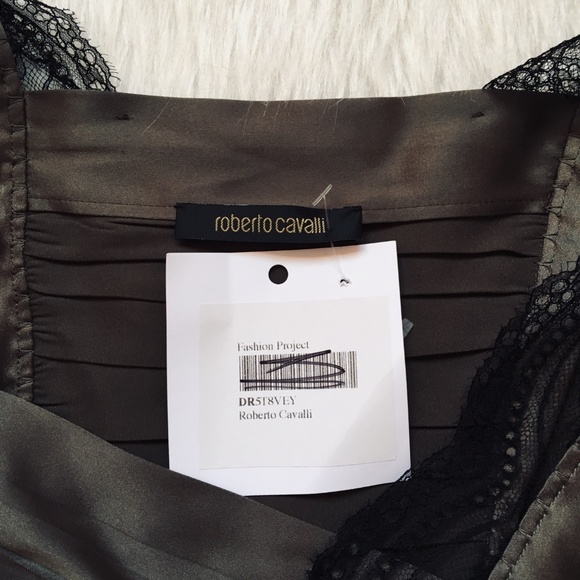 roberto cavalli
Fashion Project
DR5T8VEY
Roberto Cavalli